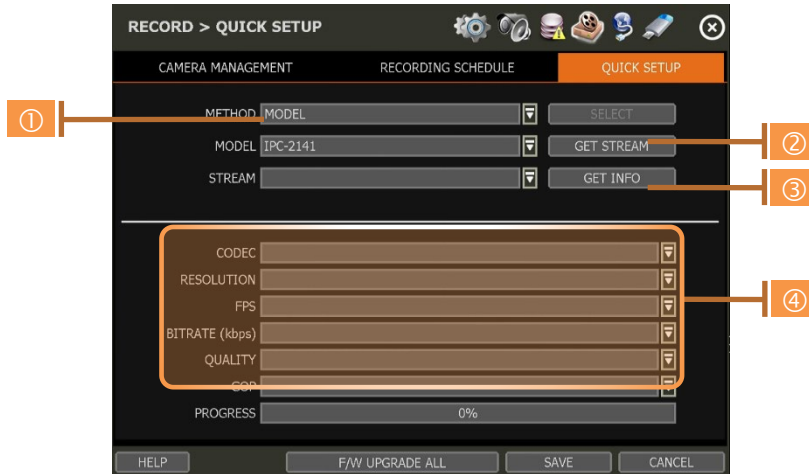 RECORD > QUICK SETUP
CAMERA MANAGEMENT RECORDING SCHEDULE QUICK SETUP
① METHOD MODEL SELECT
MODEL IPC-2141 GET STREAM ②
STREAM GET INFO ③
CODEC
RESOLUTION
FPS ④
BITRATE (kbps)
QUALITY
GOP
PROGRESS 0%
HELP F/W UPGRADE ALL SAVE CANCEL